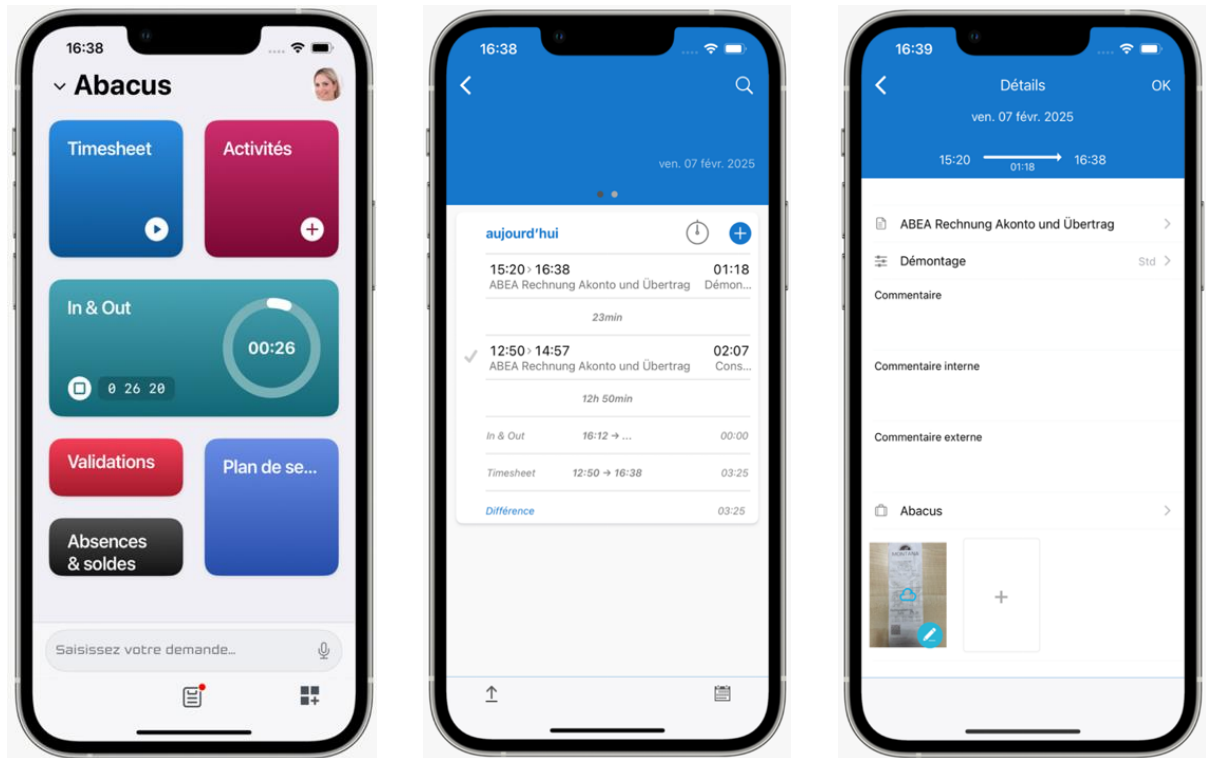 16:38
Abacus
Timesheet
Activités
In & Out
00:26
0 26 20
Validations
Plan de se...
Absences
& soldes
Saisissez votre demande...
16:38
ven. 07 févr. 2025
aujourd'hui
15:20 > 16:38 01:18
ABEA Rechnung Akonto und Übertrag Démon...
23min
12:50 > 14:57 02:07
ABEA Rechnung Akonto und Übertrag Cons...
12h 50min
In & Out 16:12 → ... 00:00
Timesheet 12:50 → 16:38 03:25
Différence 03:25
16:39
Détails OK
ven. 07 févr. 2025
15:20 01:18 16:38
ABEA Rechnung Akonto und Übertrag
Démontage Std
Commentaire
Commentaire interne
Commentaire externe
Abacus
MONTANA